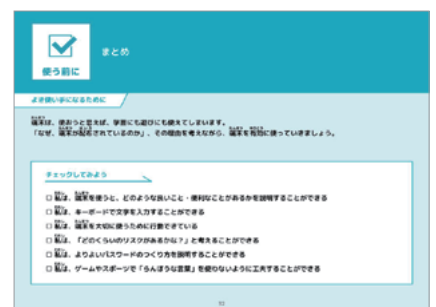 まとめ
使う前に
よき使い手になるために
端末は、使おうと思えば、学習にも遊びにも使えてしまいます。
「なぜ、端末が配布されているのか」、その理由を考えながら、端末を有効に使っていきましょう。
チェックしてみよう
□ 私は、端末を使うと、どのような良いこと・便利なことがあるかを説明することができる
□ 私は、キーボードで文字を入力することができる
□ 私は、端末を大切に使うために行動できている
□ 私は、「どのくらいのリスクがあるかな?」と考えることができる
□ 私は、よりよいパスワードのつくり方を説明することができる
□ 私は、ゲームやスポーツで「らんぼうな言葉」を使わないように工夫することができる